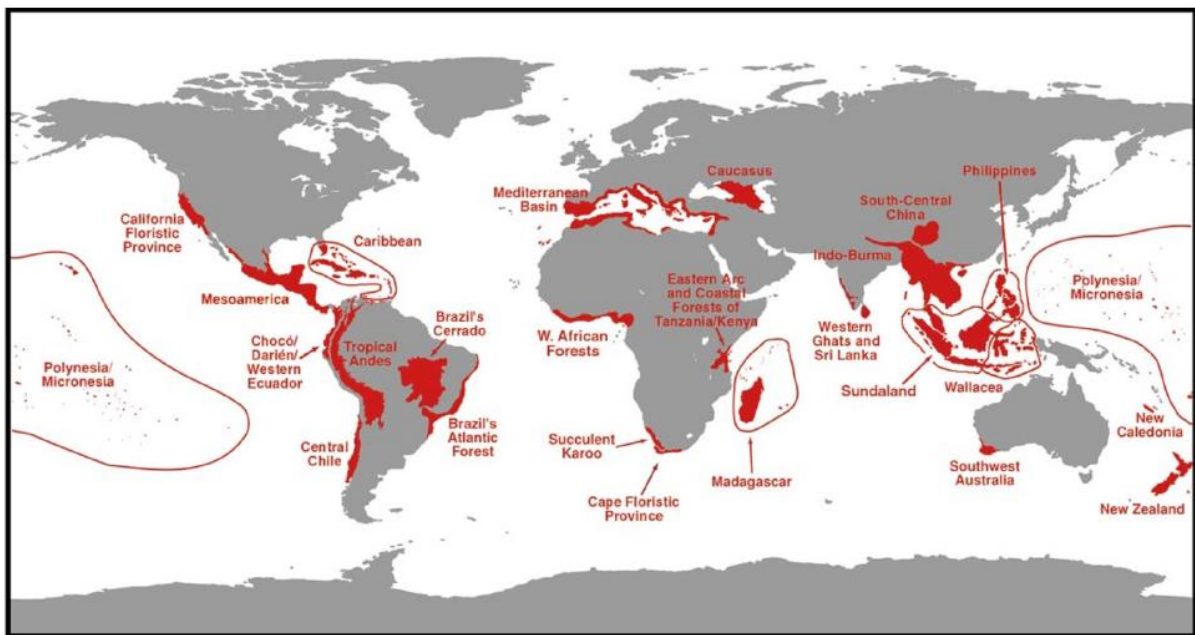 California
Floristic
Province
Caribbean
Mesoamerica
Polynesia/
Micronesia
Chocó/
Darién/
Western
Ecuador
Tropical
Andes
Brazil's
Cerrado
Central
Chile
Brazil's
Atlantic
Forest
Mediterranean
Basin
Caucasus
W. African
Forests
Eastern Arc
and Coastal
Forests of
Tanzania/Kenya
Succulent
Karoo
Cape Floristic
Province
Madagascar
Philippines
South-Central
China
Indo-Burma
Western
Ghats and
Sri Lanka
Sundaland
Wallacea
Polynesia/
Micronesia
New
Caledonia
Southwest
Australia
New Zealand